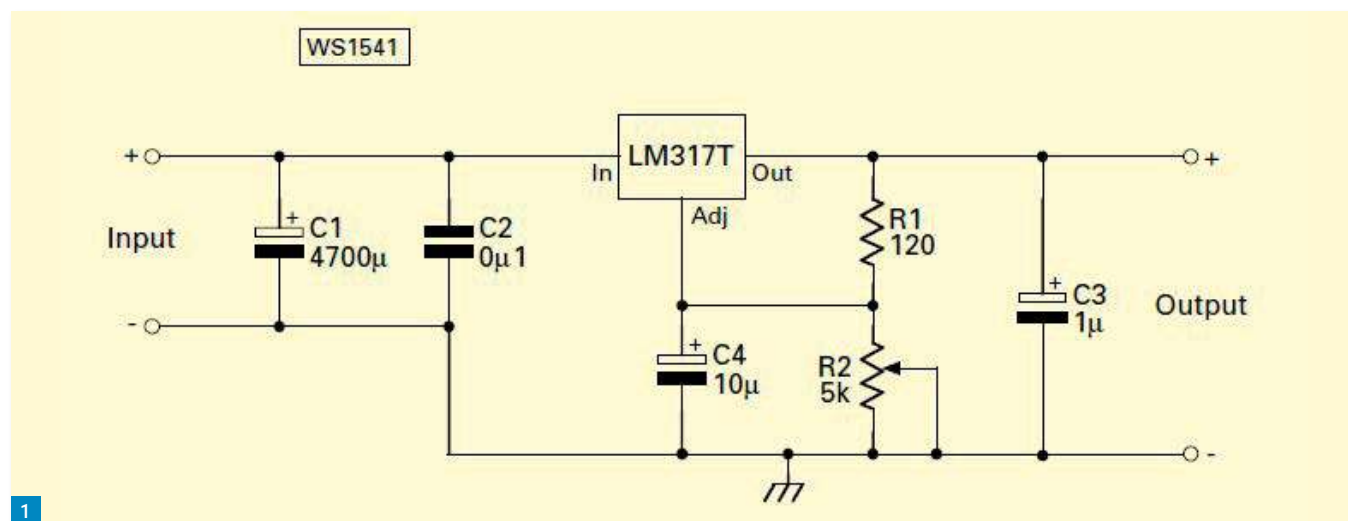 WS1541
+
LM317T
In
Out
+
Adj
Input
+
C1
4700µ
C2
0µ1
R1
120
-
+
C3
1µ
Output
+
C4
10µ
R2
5k
-
1